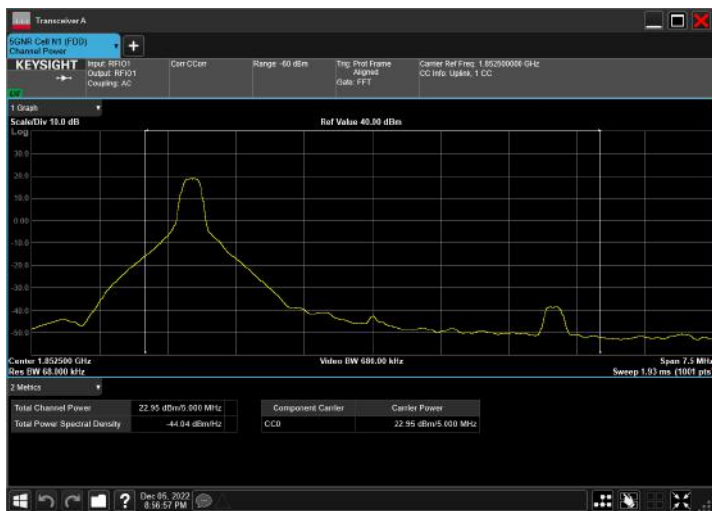 Transceiver A
5GNR Cell N1 (FDD)
Channel Power
KEYSIGHT
Input: RFIO1
Output: RFIO1
Coupling: AC
Corr CCorr
Range: -60 dBm
Trig: Prot Frame
Aligned
Gate: FFT
Carrier Ref Freq: 1.852500000 GHz
CC Info: Uplink, 1 CC
1 Graph
Scale/Div 10.0 dB
Ref Value 40.00 dBm
Log
30.0
20.0
10.0
0.00
-10.0
-20.0
-30.0
-40.0
-50.0
Center 1.852500 GHz
Video BW 680.00 kHz
Span 7.5 MHz
Res BW 68.000 kHz
Sweep 1.93 ms (1001 pts)
2 Metrics
Total Channel Power 22.95 dBm/5.000 MHz
Total Power Spectral Density -44.04 dBm/Hz
Component Carrier Carrier Power
CC0 22.95 dBm/5.000 MHz
Dec 05, 2022
8:56:57 PM